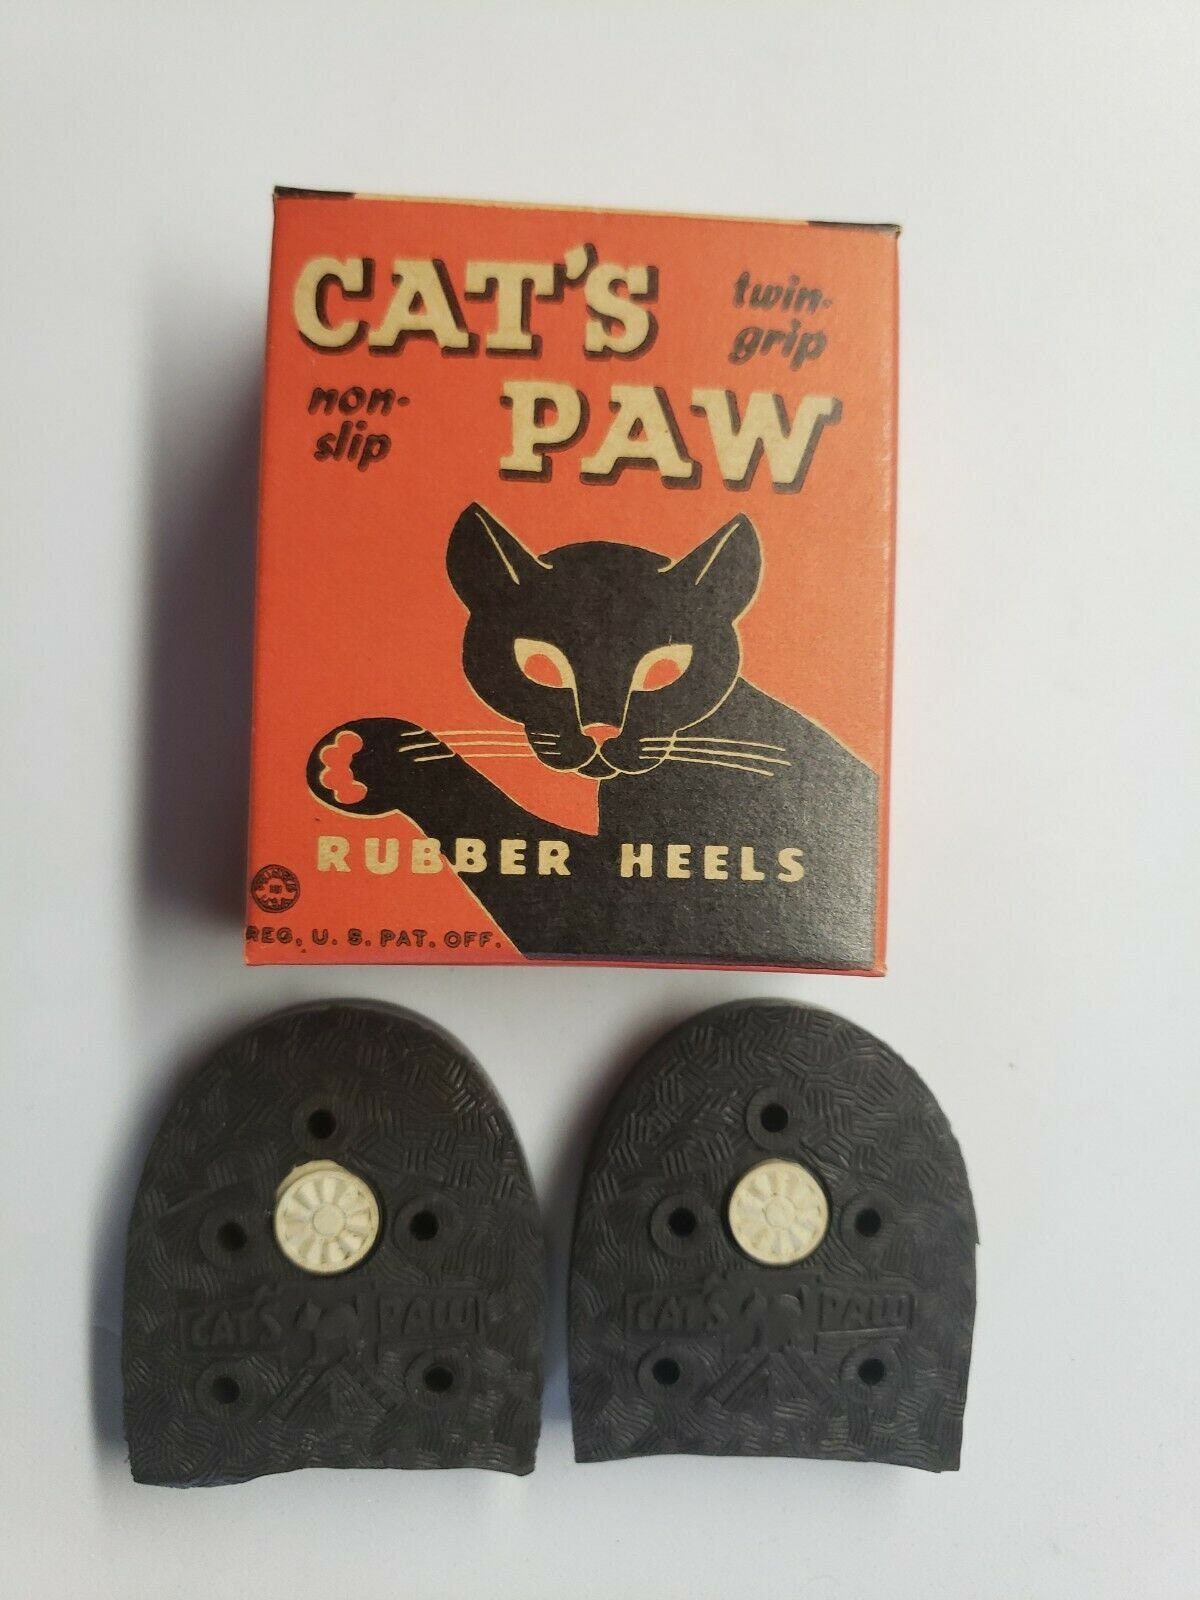 CAT'S
twin-
grip
non-
slip
PAW
RUBBER HEELS
REG. U. S. PAT. OFF.
CAT'S PAW
CAT'S PAW